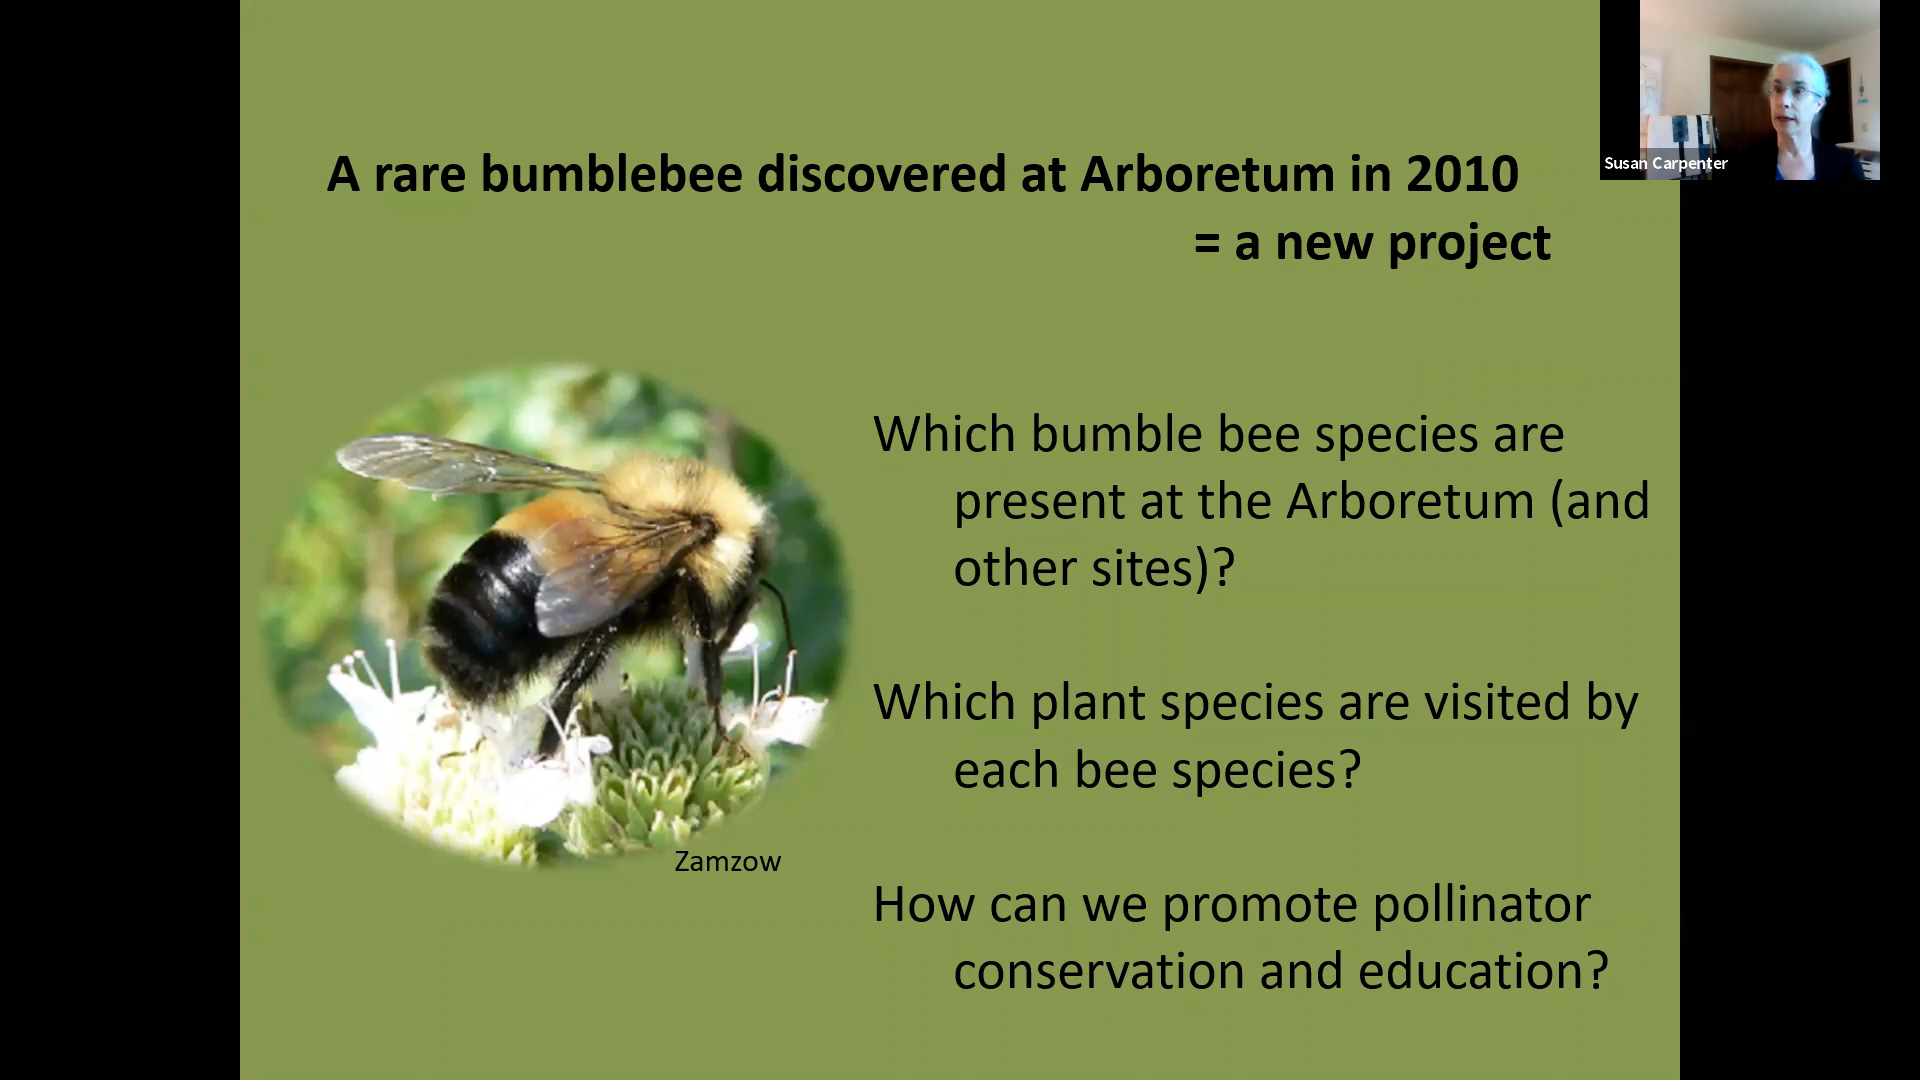 A rare bumblebee discovered at Arboretum in 2010
= a new project
Susan Carpenter
Which bumble bee species are
present at the Arboretum (and
other sites)?
Which plant species are visited by
each bee species?
Zamzow
How can we promote pollinator
conservation and education?